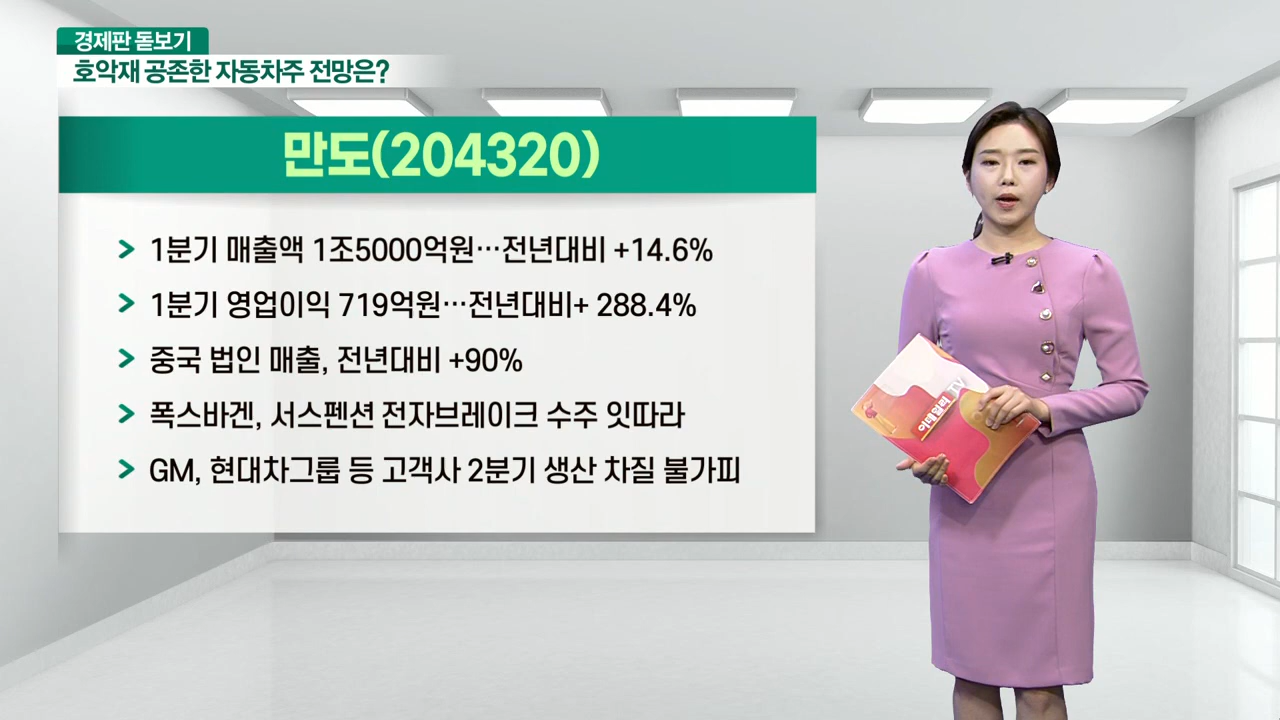 경제판 돋보기
호악재 공존한 자동차주 전망은?
만도(204320)
1분기 매출액 1조5000억원…전년대비 +14.6%
1분기 영업이익 719억원…전년대비+ 288.4%
중국 법인 매출, 전년대비 +90%
폭스바겐, 서스펜션 전자브레이크 수주 잇따라
GM, 현대차그룹 등 고객사 2분기 생산 차질 불가피
이데일리 TV